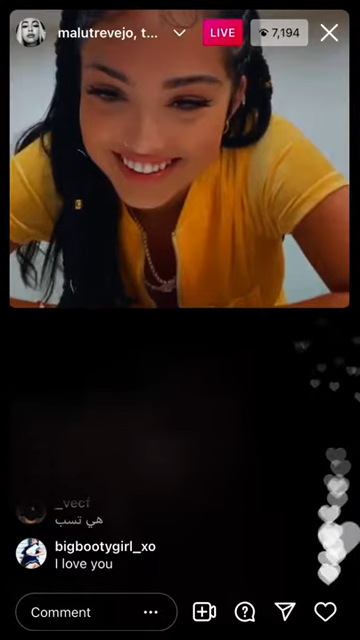 malutrevejo, t...
LIVE
7,194
_vecf
هي تسب
bigbootygirl_xo
I love you
Comment